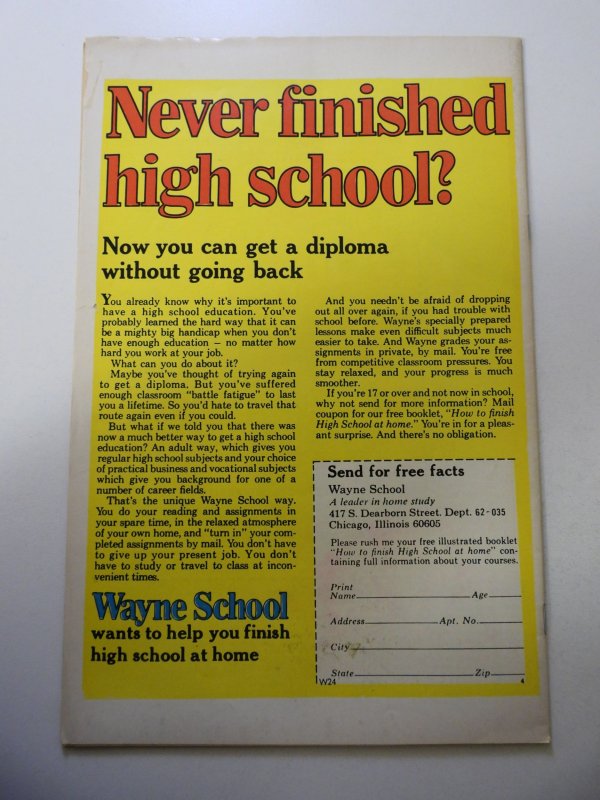 Never finished
high school?
Now you can get a diploma
without going back
You already know why it's important to
have a high school education. You've
probably learned the hard way that it can
be a mighty big handicap when you don't
have enough education — no matter how
hard you work at your job.
What can you do about it?
Maybe you've thought of trying again
to get a diploma. But you've suffered
enough classroom "battle fatigue" to last
you a lifetime. So you'd hate to travel that
route again even if you could.
But what if we told you that there was
now a much better way to get a high school
education? An adult way, which gives you
regular high school subjects and your choice
of practical business and vocational subjects
which give you background for one of a
number of career fields.
That's the unique Wayne School way.
You do your reading and assignments in
your spare time, in the relaxed atmosphere
of your own home, and "turn in" your com-
pleted assignments by mail. You don't have
to give up your present job. You don't
have to study or travel to class at incon-
venient times.
Wayne School
wants to help you finish
high school at home
And you needn't be afraid of dropping
out all over again, if you had trouble with
school before. Wayne's specially prepared
lessons make even difficult subjects much
easier to take. And Wayne grades your as-
signments in private, by mail. You're free
from competitive classroom pressures. You
stay relaxed, and your progress is much
smoother.
If you're 17 or over and not now in school,
why not send for more information? Mail
coupon for our free booklet, "How to finish
High School at home." You're in for a pleas-
ant surprise. And there's no obligation.
Send for free facts
Wayne School
A leader in home study
417 S. Dearborn Street. Dept. 62-035
Chicago, Illinois 60605
Please rush me your free illustrated booklet
"How to finish High School at home" con-
taining full information about your courses.
Print
Name Age
Address Apt. No.
City
State Zip
W24 4